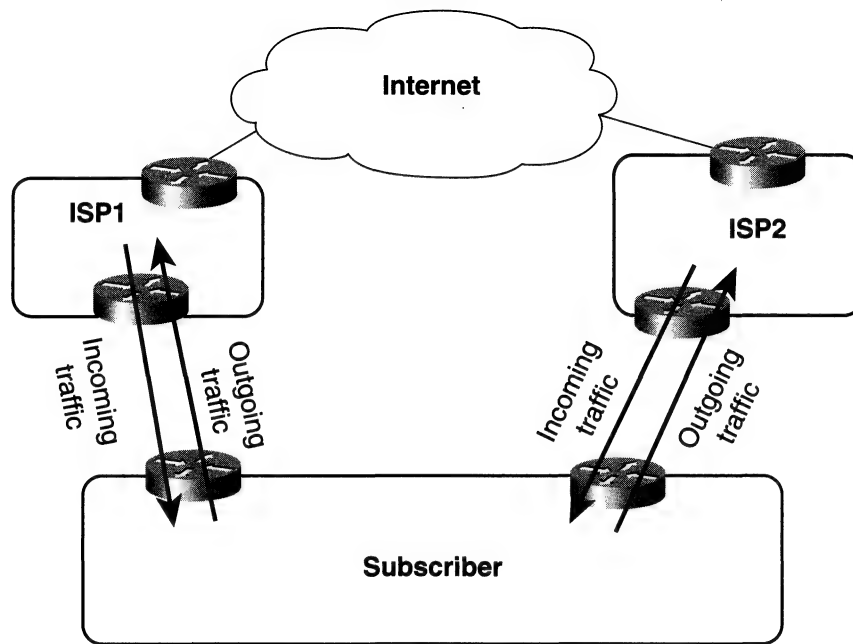 Internet
ISP1
ISP2
Incoming
traffic
Outgoing
traffic
Incoming
traffic
Outgoing
traffic
Subscriber